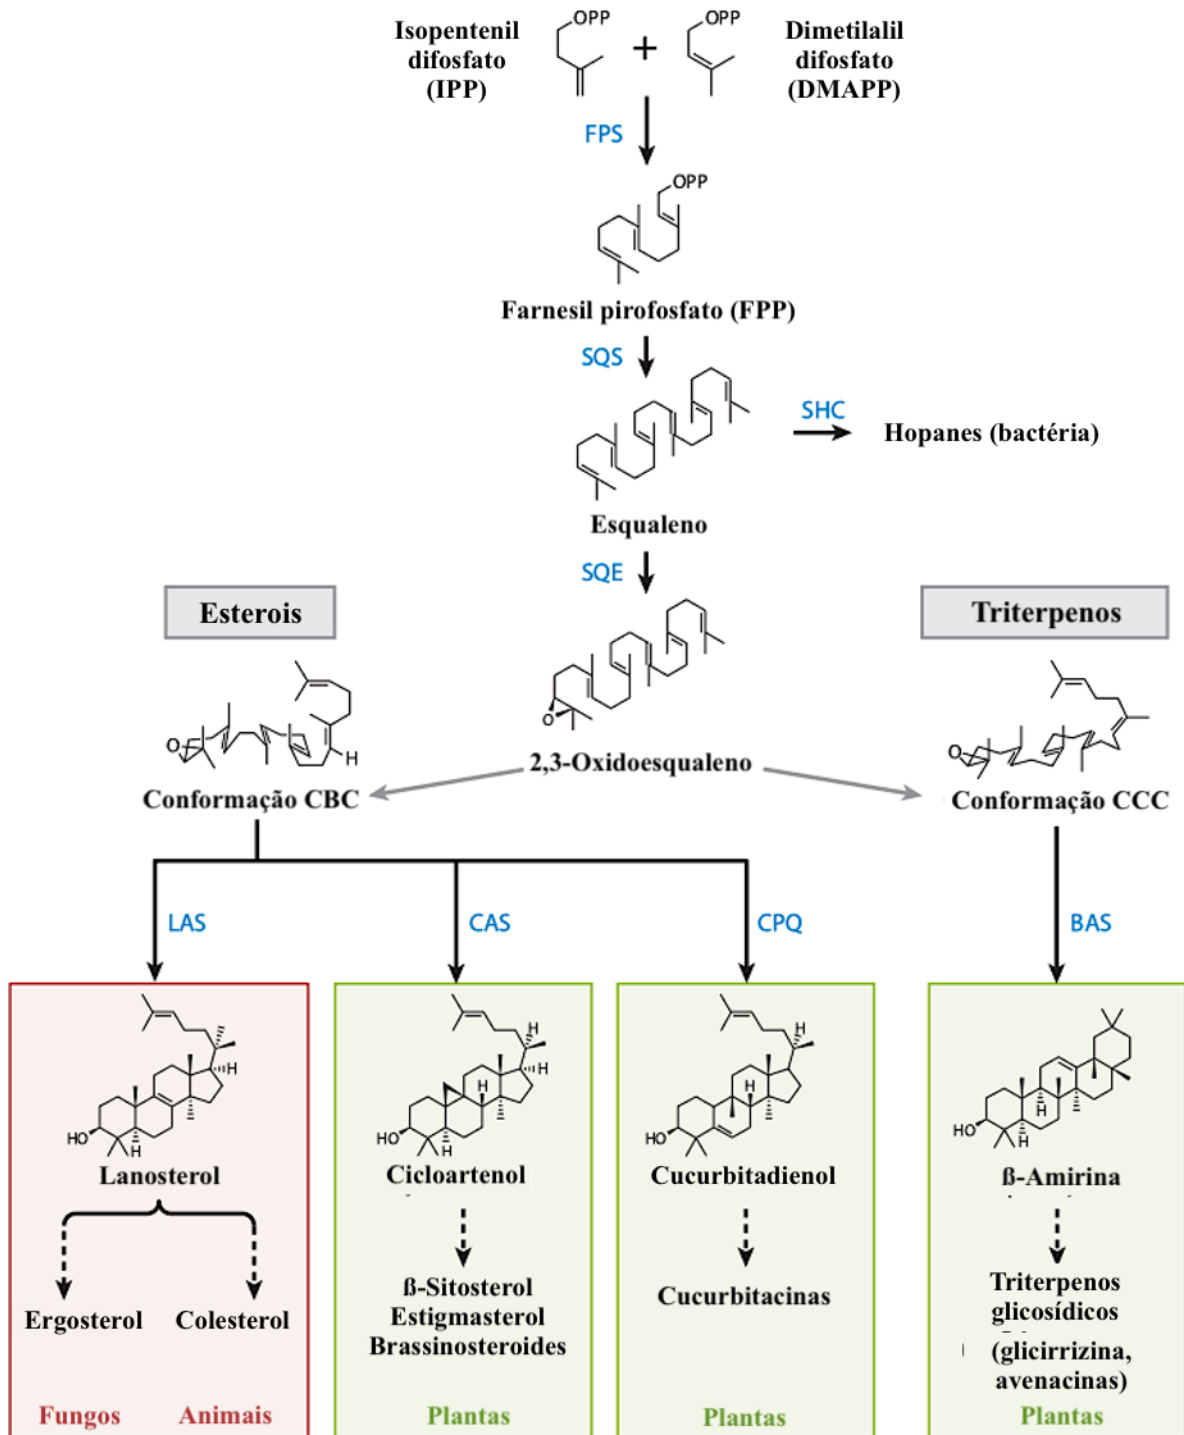 Isopentenil
difosfato
(IPP)
OPP
+
OPP
Dimetilalil
difosfato
(DMAPP)
FPS
OPP
Farnesil pirofosfato (FPP)
SQS
SHC
Hopanes (bactéria)
Esqualeno
SQE
Esterois
Triterpenos
O
H
O
O
2,3-Oxidoesqualeno
Conformação CBC
Conformação CCC
LAS
CAS
CPQ
BAS
H
HO
H
Lanosterol
Ergosterol
Colesterol
Fungos
Animais
H
H
H
HO
H
Cicloartenol
ß-Sitosterol
Estigmasterol
Brassinosteroides
Plantas
H
H
HO
Cucurbitadienol
Cucurbitacinas
Plantas
H
HO
H
ß-Amirina
Triterpenos
glicosídicos
(glicirrizina,
avenacinas)
Plantas